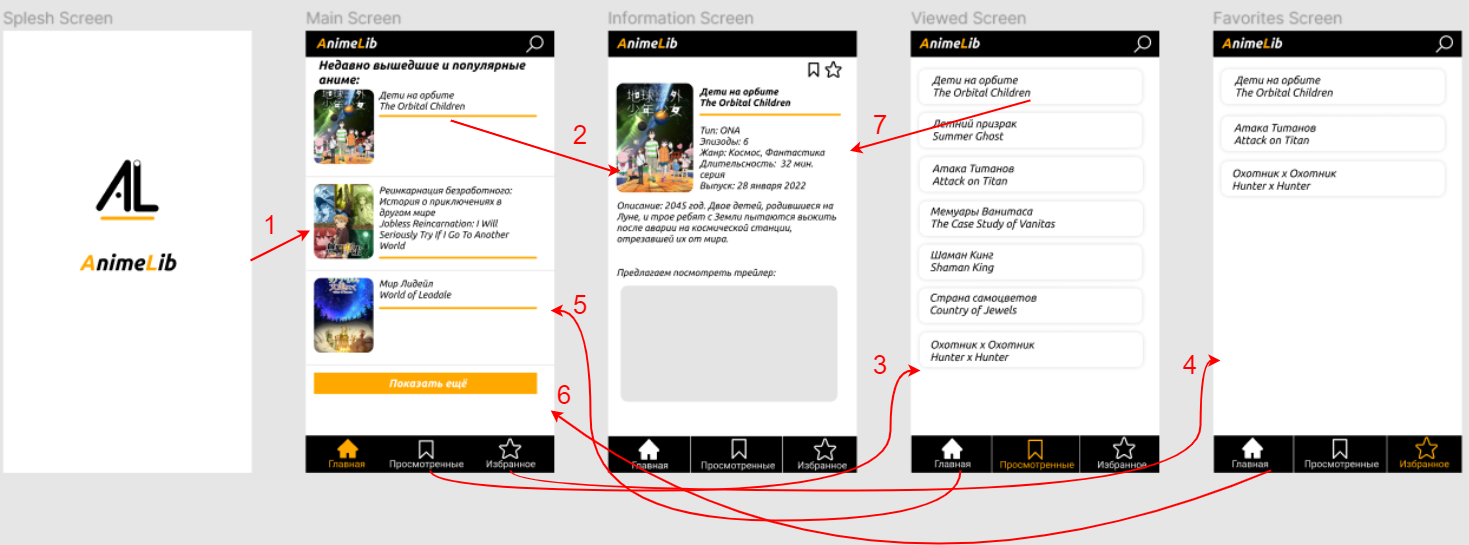 Splesh Screen
AL
AnimeLib
1
Main Screen
AnimeLib
Недавно вышедшие и популярные
аниме:
Дети на орбите
The Orbital Children
Реинкарнация безработного:
История о приключениях в
другом мире
Jobless Reincarnation: I Will
Seriously Try If I Go To Another
World
Мир Лидейл
World of Leadale
Показать ещё
Главная
Просмотренные
Избранное
2
5
6
Information Screen
AnimeLib
地球外
少年少女
Дети на орбите
The Orbital Children
Тип: ONA
Эпизоды: 6
Жанр: Космос, Фантастика
Длительность: 32 мин.
серия
Выпуск: 28 января 2022
Описание: 2045 год. Двое детей, родившиеся на
Луне, и трое ребят с Земли пытаются выжить
после аварии на космической станции,
отрезавшей их от мира.
Предлагаем посмотреть трейлер:
Главная
Просмотренные
Избранное
7
3
Viewed Screen
AnimeLib
Дети на орбите
The Orbital Children
Летний призрак
Summer Ghost
Атака Титанов
Attack on Titan
Мемуары Ванитаса
The Case Study of Vanitas
Шаман Кинг
Shaman King
Страна самоцветов
Country of Jewels
Охотник х Охотник
Hunter x Hunter
Главная
Просмотренные
Избранное
4
Favorites Screen
AnimeLib
Дети на орбите
The Orbital Children
Атака Титанов
Attack on Titan
Охотник х Охотник
Hunter x Hunter
Главная
Просмотренные
Избранное